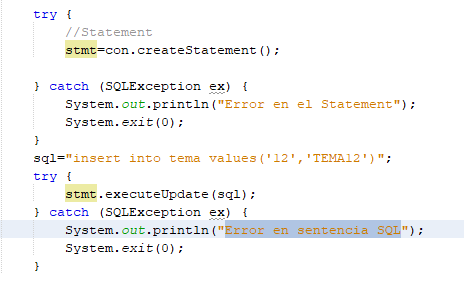 try {
//Statement
stmt=con.createStatement();
} catch (SQLException ex) {
System.out.println("Error en el Statement");
System.exit(0);
}
sql="insert into tema values('12','TEMA12')";
try {
stmt.executeUpdate(sql);
} catch (SQLException ex) {
System.out.println("Error en sentencia SQL");
System.exit(0);
}